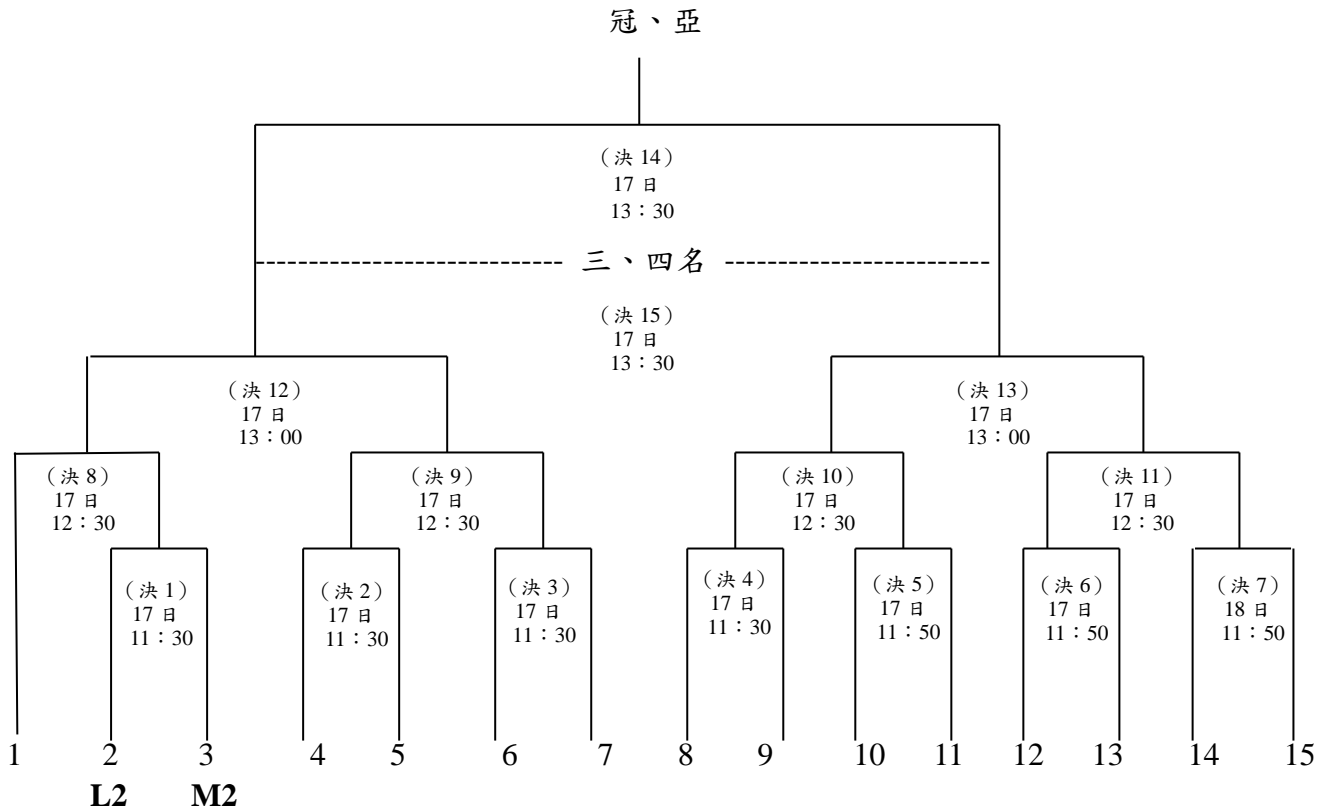 冠、亞
（決 14）
17 日
13：30
三、四名
（決 15）
17 日
13：30
（決 12）
17 日
13：00
（決 13）
17 日
13：00
（決 8）
17 日
12：30
（決 9）
17 日
12：30
（決 10）
17 日
12：30
（決 11）
17 日
12：30
（決 1）
17 日
11：30
（決 2）
17 日
11：30
（決 3）
17 日
11：30
（決 4）
17 日
11：30
（決 5）
17 日
11：50
（決 6）
17 日
11：50
（決 7）
18 日
11：50
1 2 3 4 5 6 7 8 9 10 11 12 13 14 15
L2 M2